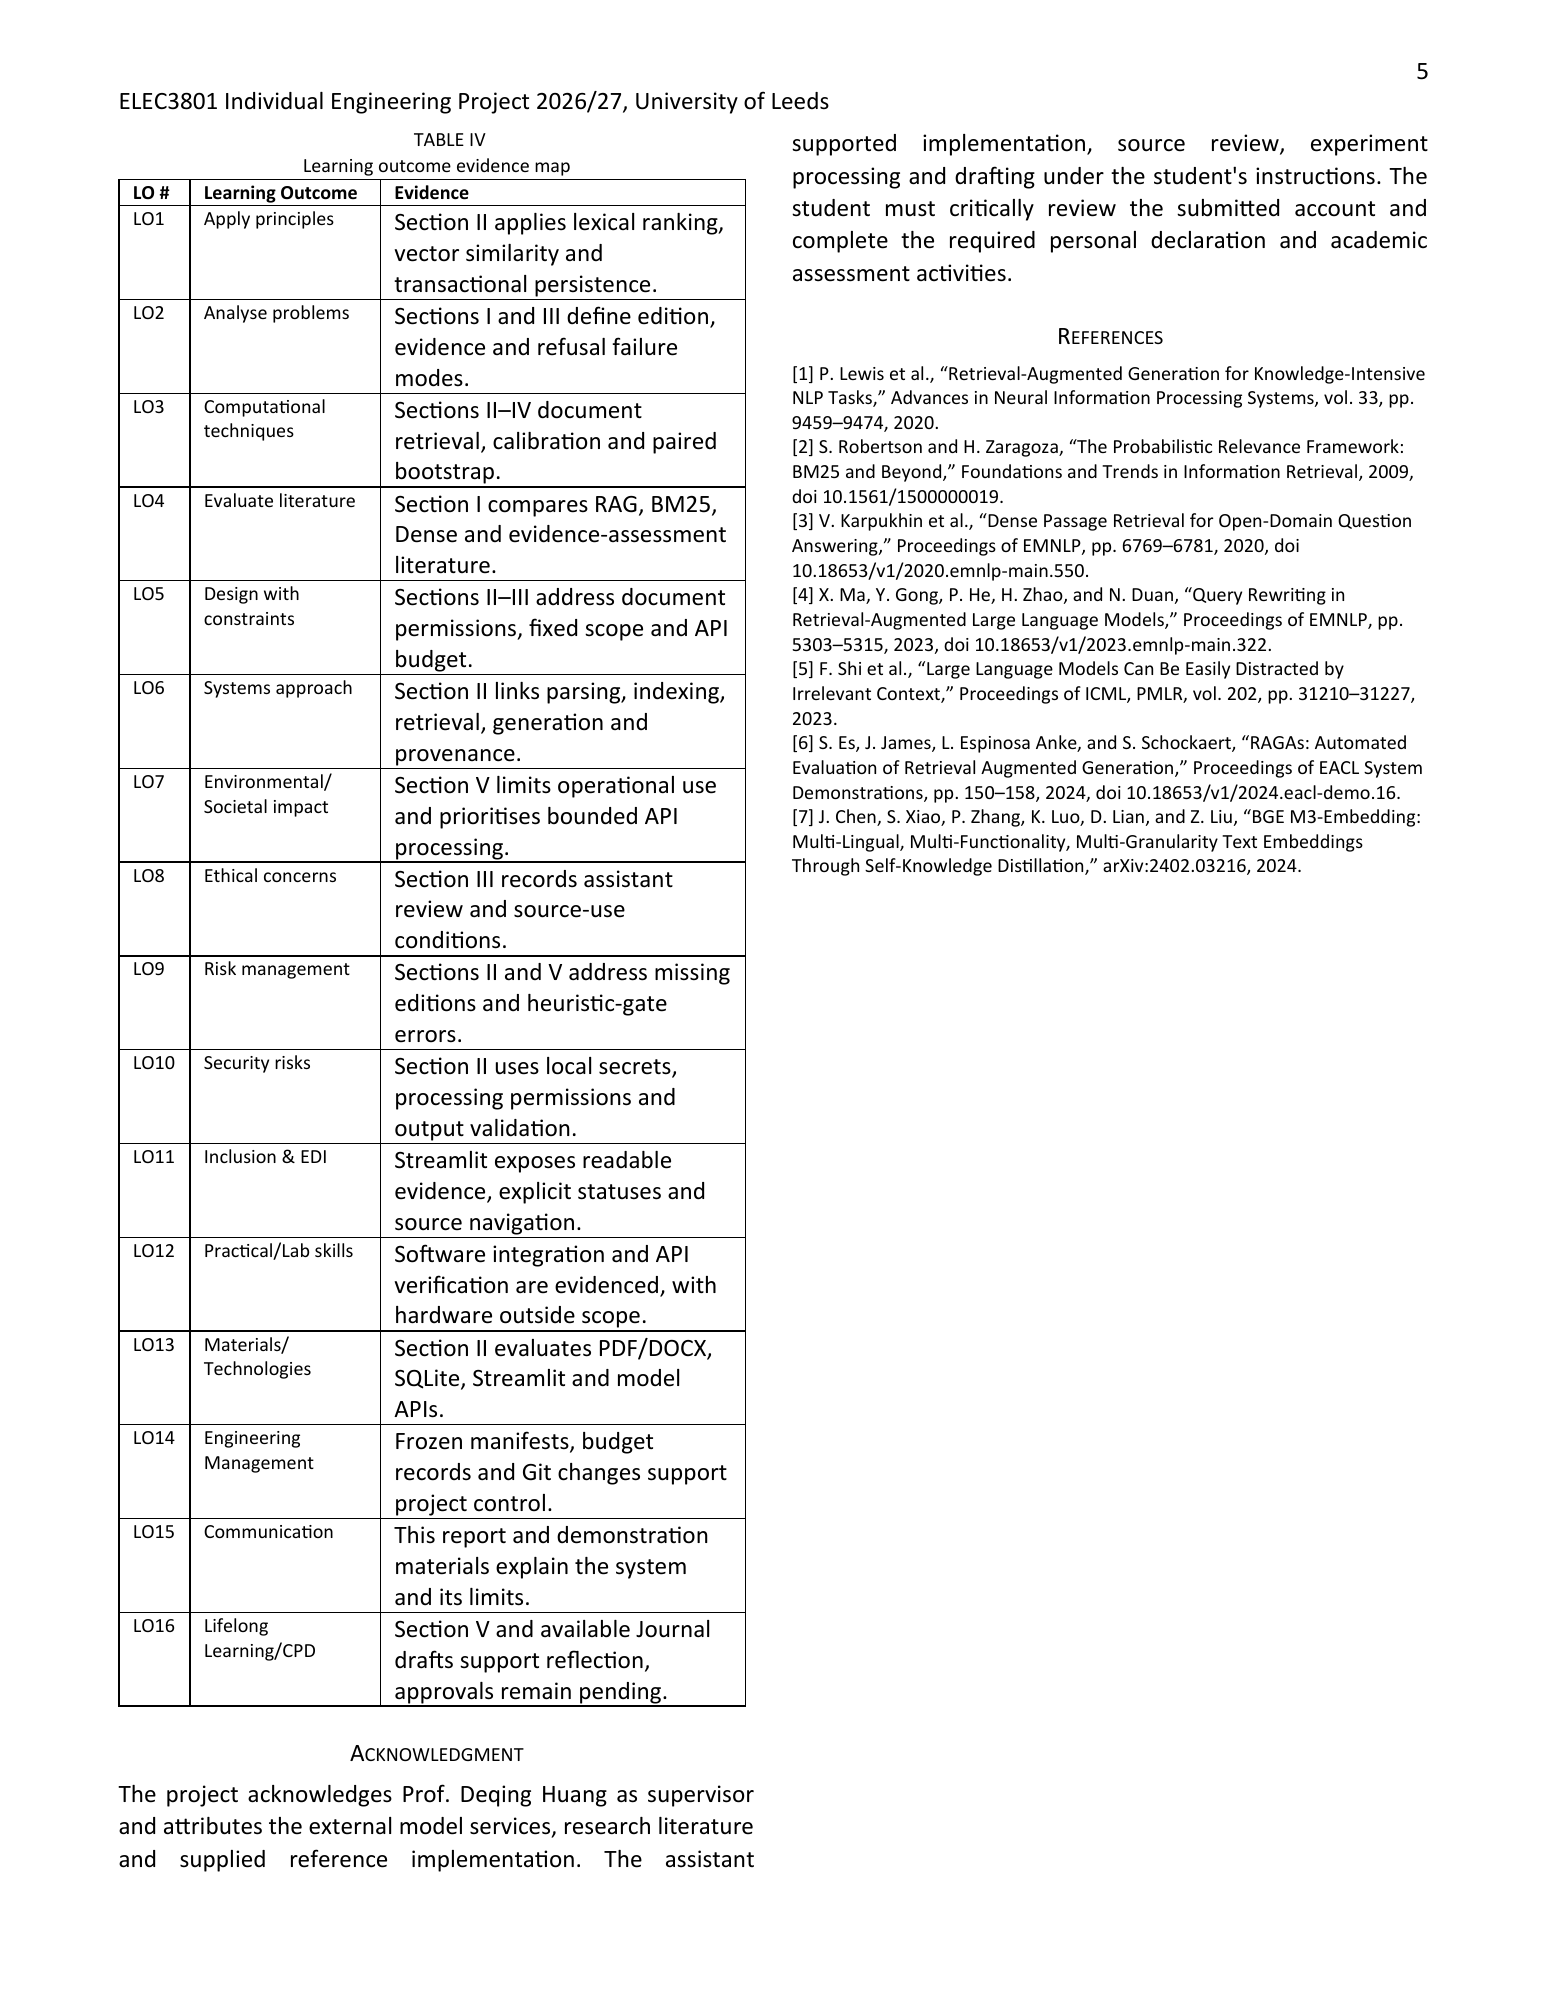 5
ELEC3801 Individual Engineering Project 2026/27, University of Leeds
TABLE IV
Learning outcome evidence map
LO # Learning Outcome Evidence
LO1 Apply principles Section II applies lexical ranking,
vector similarity and
transactional persistence.
LO2 Analyse problems Sections I and III define edition,
evidence and refusal failure
modes.
LO3 Computational Sections II–IV document
techniques retrieval, calibration and paired
bootstrap.
LO4 Evaluate literature Section I compares RAG, BM25,
Dense and evidence-assessment
literature.
LO5 Design with Sections II–III address document
constraints permissions, fixed scope and API
budget.
LO6 Systems approach Section II links parsing, indexing,
retrieval, generation and
provenance.
LO7 Environmental/ Section V limits operational use
Societal impact and prioritises bounded API
processing.
LO8 Ethical concerns Section III records assistant
review and source-use
conditions.
LO9 Risk management Sections II and V address missing
editions and heuristic-gate
errors.
LO10 Security risks Section II uses local secrets,
processing permissions and
output validation.
LO11 Inclusion & EDI Streamlit exposes readable
evidence, explicit statuses and
source navigation.
LO12 Practical/Lab skills Software integration and API
verification are evidenced, with
hardware outside scope.
LO13 Materials/ Section II evaluates PDF/DOCX,
Technologies SQLite, Streamlit and model
APIs.
LO14 Engineering Frozen manifests, budget
Management records and Git changes support
project control.
LO15 Communication This report and demonstration
materials explain the system
and its limits.
LO16 Lifelong Section V and available Journal
Learning/CPD drafts support reflection,
approvals remain pending.
ACKNOWLEDGMENT
The project acknowledges Prof. Deqing Huang as supervisor
and attributes the external model services, research literature
and supplied reference implementation. The assistant
supported implementation, source review, experiment
processing and drafting under the student's instructions. The
student must critically review the submitted account and
complete the required personal declaration and academic
assessment activities.
REFERENCES
[1] P. Lewis et al., “Retrieval-Augmented Generation for Knowledge-Intensive
NLP Tasks,” Advances in Neural Information Processing Systems, vol. 33, pp.
9459–9474, 2020.
[2] S. Robertson and H. Zaragoza, “The Probabilistic Relevance Framework:
BM25 and Beyond,” Foundations and Trends in Information Retrieval, 2009,
doi 10.1561/1500000019.
[3] V. Karpukhin et al., “Dense Passage Retrieval for Open-Domain Question
Answering,” Proceedings of EMNLP, pp. 6769–6781, 2020, doi
10.18653/v1/2020.emnlp-main.550.
[4] X. Ma, Y. Gong, P. He, H. Zhao, and N. Duan, “Query Rewriting in
Retrieval-Augmented Large Language Models,” Proceedings of EMNLP, pp.
5303–5315, 2023, doi 10.18653/v1/2023.emnlp-main.322.
[5] F. Shi et al., “Large Language Models Can Be Easily Distracted by
Irrelevant Context,” Proceedings of ICML, PMLR, vol. 202, pp. 31210–31227,
2023.
[6] S. Es, J. James, L. Espinosa Anke, and S. Schockaert, “RAGAs: Automated
Evaluation of Retrieval Augmented Generation,” Proceedings of EACL System
Demonstrations, pp. 150–158, 2024, doi 10.18653/v1/2024.eacl-demo.16.
[7] J. Chen, S. Xiao, P. Zhang, K. Luo, D. Lian, and Z. Liu, “BGE M3-Embedding:
Multi-Lingual, Multi-Functionality, Multi-Granularity Text Embeddings
Through Self-Knowledge Distillation,” arXiv:2402.03216, 2024.